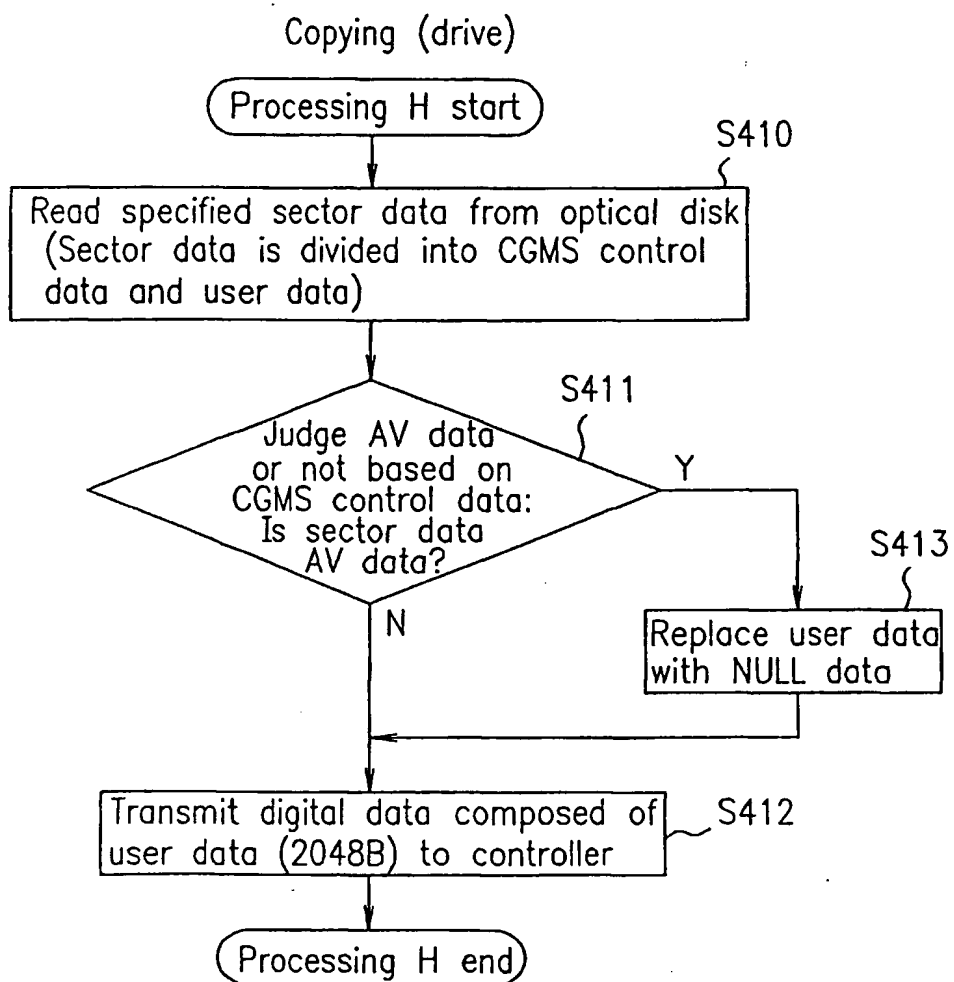 Copying (drive)
Processing H start
S410
Read specified sector data from optical disk
(Sector data is divided into CGMS control
data and user data)
S411
Judge AV data
or not based on
CGMS control data:
Is sector data
AV data?
Y
N
S413
Replace user data
with NULL data
Transmit digital data composed of
user data (2048B) to controller
S412
Processing H end